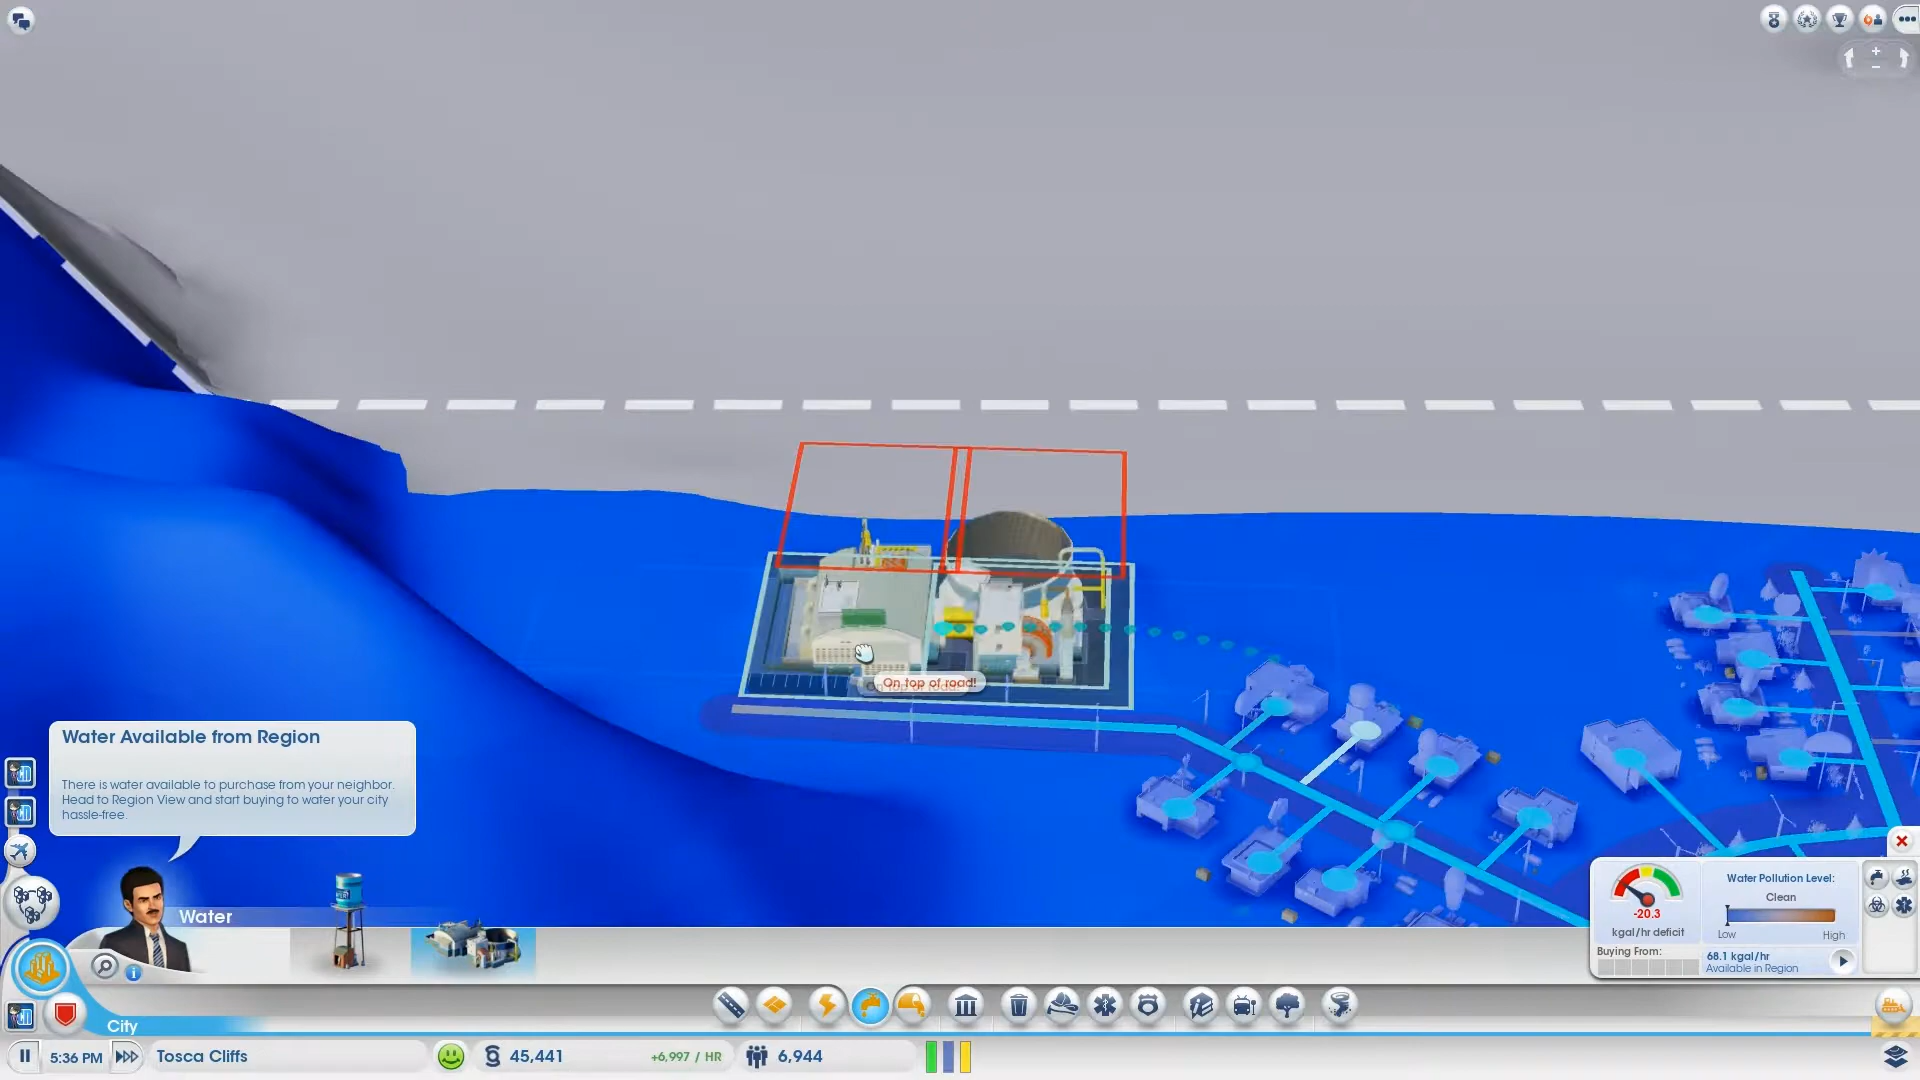 On top of road!
Water Available from Region
There is water available to purchase from your neighbor.
Head to Region View and start buying to water your city
hassle-free.
Water
-20.3
kgal/hr deficit
Water Pollution Level:
Clean
Low
High
Buying From:
68.1 kgal/hr
Available in Region
City
5:36 PM
Tosca Cliffs
45,441
+6,997 / HR
6,944